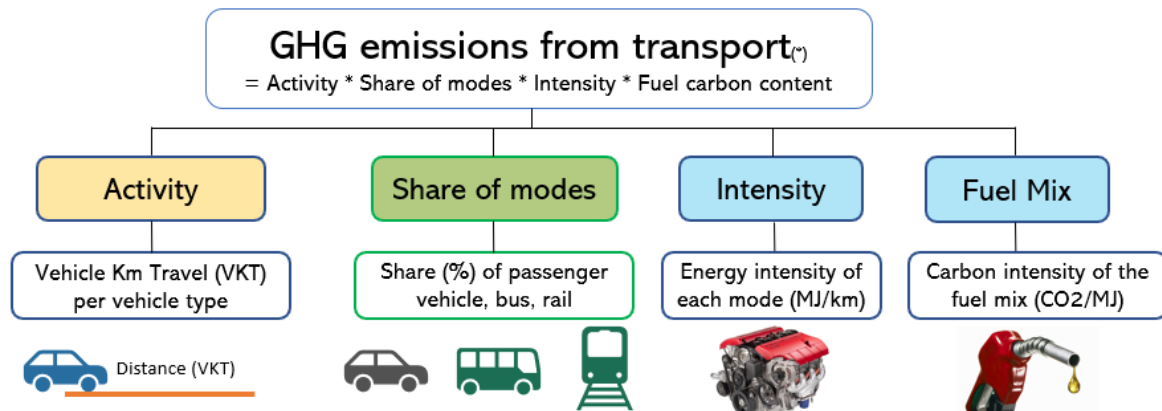 GHG emissions from transport(*)
= Activity * Share of modes * Intensity * Fuel carbon content
Activity
Share of modes
Intensity
Fuel Mix
Vehicle Km Travel (VKT)
per vehicle type
Share (%) of passenger
vehicle, bus, rail
Energy intensity of
each mode (MJ/km)
Carbon intensity of the
fuel mix (CO2/MJ)
Distance (VKT)